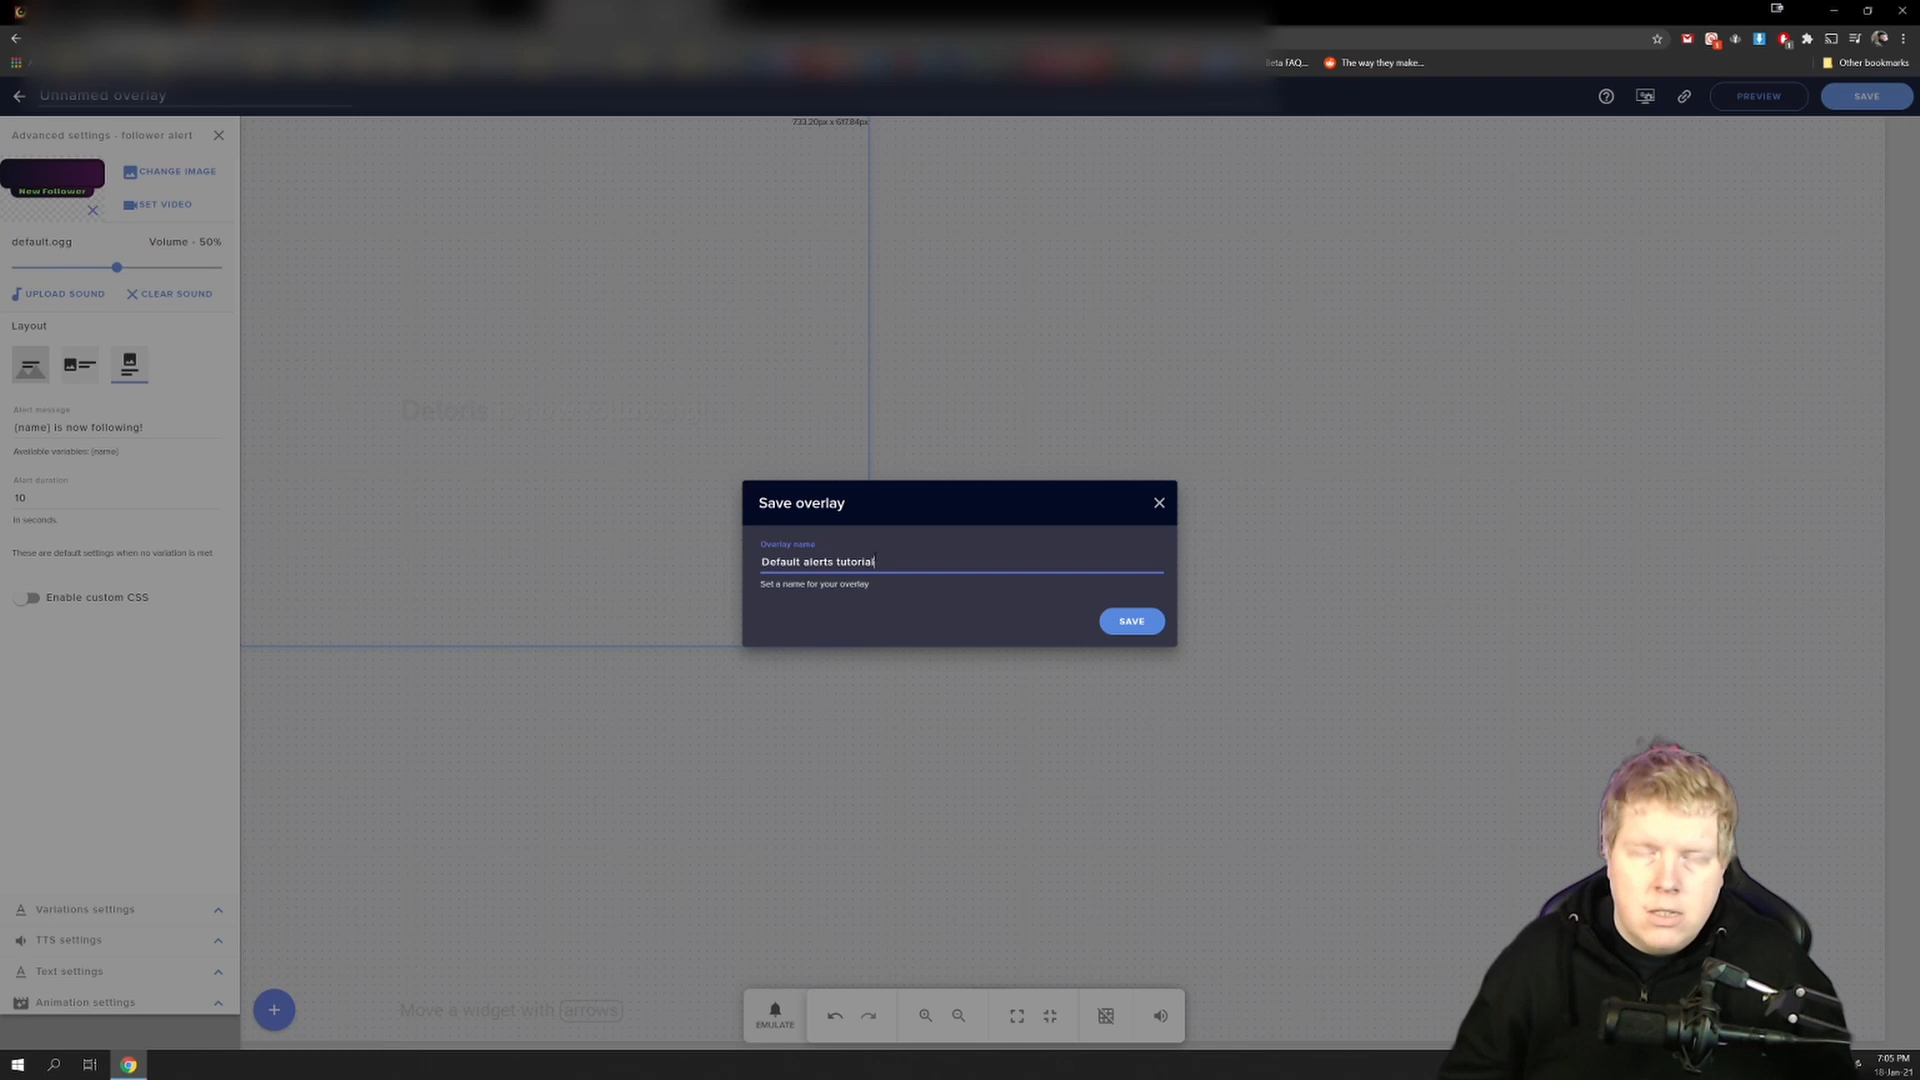 Beta FAQ...
The way they make...
Other bookmarks
Unnamed overlay
PREVIEW
SAVE
Advanced settings - follower alert
733.20px x 617.84px
CHANGE IMAGE
New Follower
SET VIDEO
default.ogg
Volume - 50%
UPLOAD SOUND
CLEAR SOUND
Layout
Alert message
{name} is now following!
Available variables: {name}
Alert duration
10
In seconds.
These are default settings when no variation is met
Enable custom CSS
Save overlay
Overlay name
Default alerts tutorial
Set a name for your overlay
SAVE
Variations settings
TTS settings
Text settings
Animation settings
Move a widget with arrows
EMULATE
7:05 PM
18-Jan-21